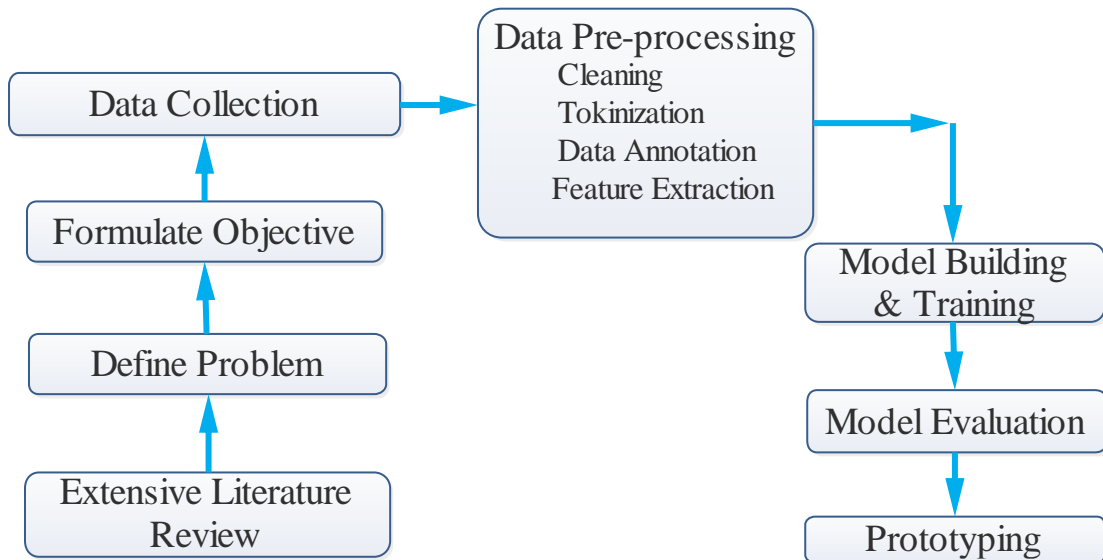 Data Pre-processing
Cleaning
Tokinization
Data Annotation
Feature Extraction
Data Collection
Formulate Objective
Define Problem
Extensive Literature
Review
Model Building
& Training
Model Evaluation
Prototyping